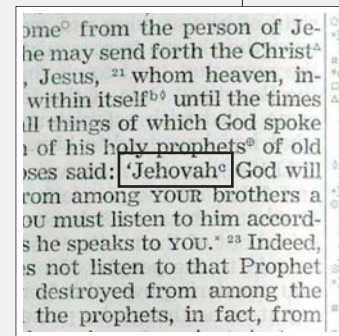 ome° from the person of Je-
he may send forth the Christ△
, Jesus, ²¹ whom heaven, in-
within itselfᵇ◊ until the times
ll things of which God spoke
of his holy prophets⊕ of old
oses said: ‘Jehovahᶜ God will
rom among YOUR brothers a
OU must listen to him accord-
s he speaks to YOU.* ²³ Indeed,
s not listen to that Prophet
destroyed from among the
the prophets, in fact, from